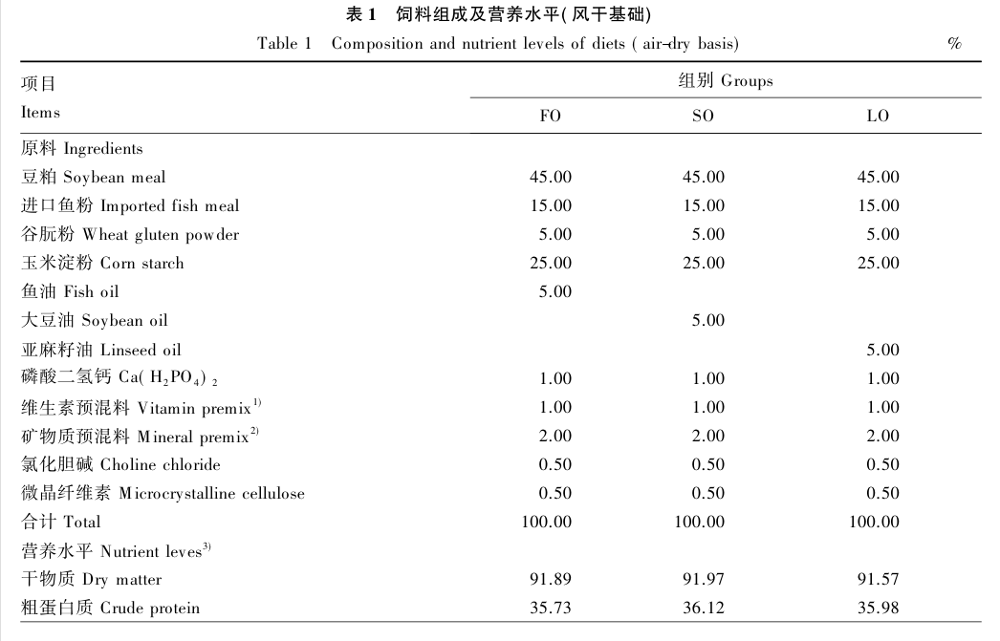 表 1 饲料组成及营养水平( 风干基础)
Table 1 Composition and nutrient levels of diets ( air-dry basis) %
项目 组别 Groups
Items FO SO LO
原料 Ingredients
豆粕 Soybean meal 45.00 45.00 45.00
进口鱼粉 Imported fish meal 15.00 15.00 15.00
谷朊粉 Wheat gluten powder 5.00 5.00 5.00
玉米淀粉 Corn starch 25.00 25.00 25.00
鱼油 Fish oil 5.00
大豆油 Soybean oil 5.00
亚麻籽油 Linseed oil 5.00
磷酸二氢钙 Ca( H2PO4) 2 1.00 1.00 1.00
维生素预混料 Vitamin premix1) 1.00 1.00 1.00
矿物质预混料 Mineral premix2) 2.00 2.00 2.00
氯化胆碱 Choline chloride 0.50 0.50 0.50
微晶纤维素 Microcrystalline cellulose 0.50 0.50 0.50
合计 Total 100.00 100.00 100.00
营养水平 Nutrient leves3)
干物质 Dry matter 91.89 91.97 91.57
粗蛋白质 Crude protein 35.73 36.12 35.98